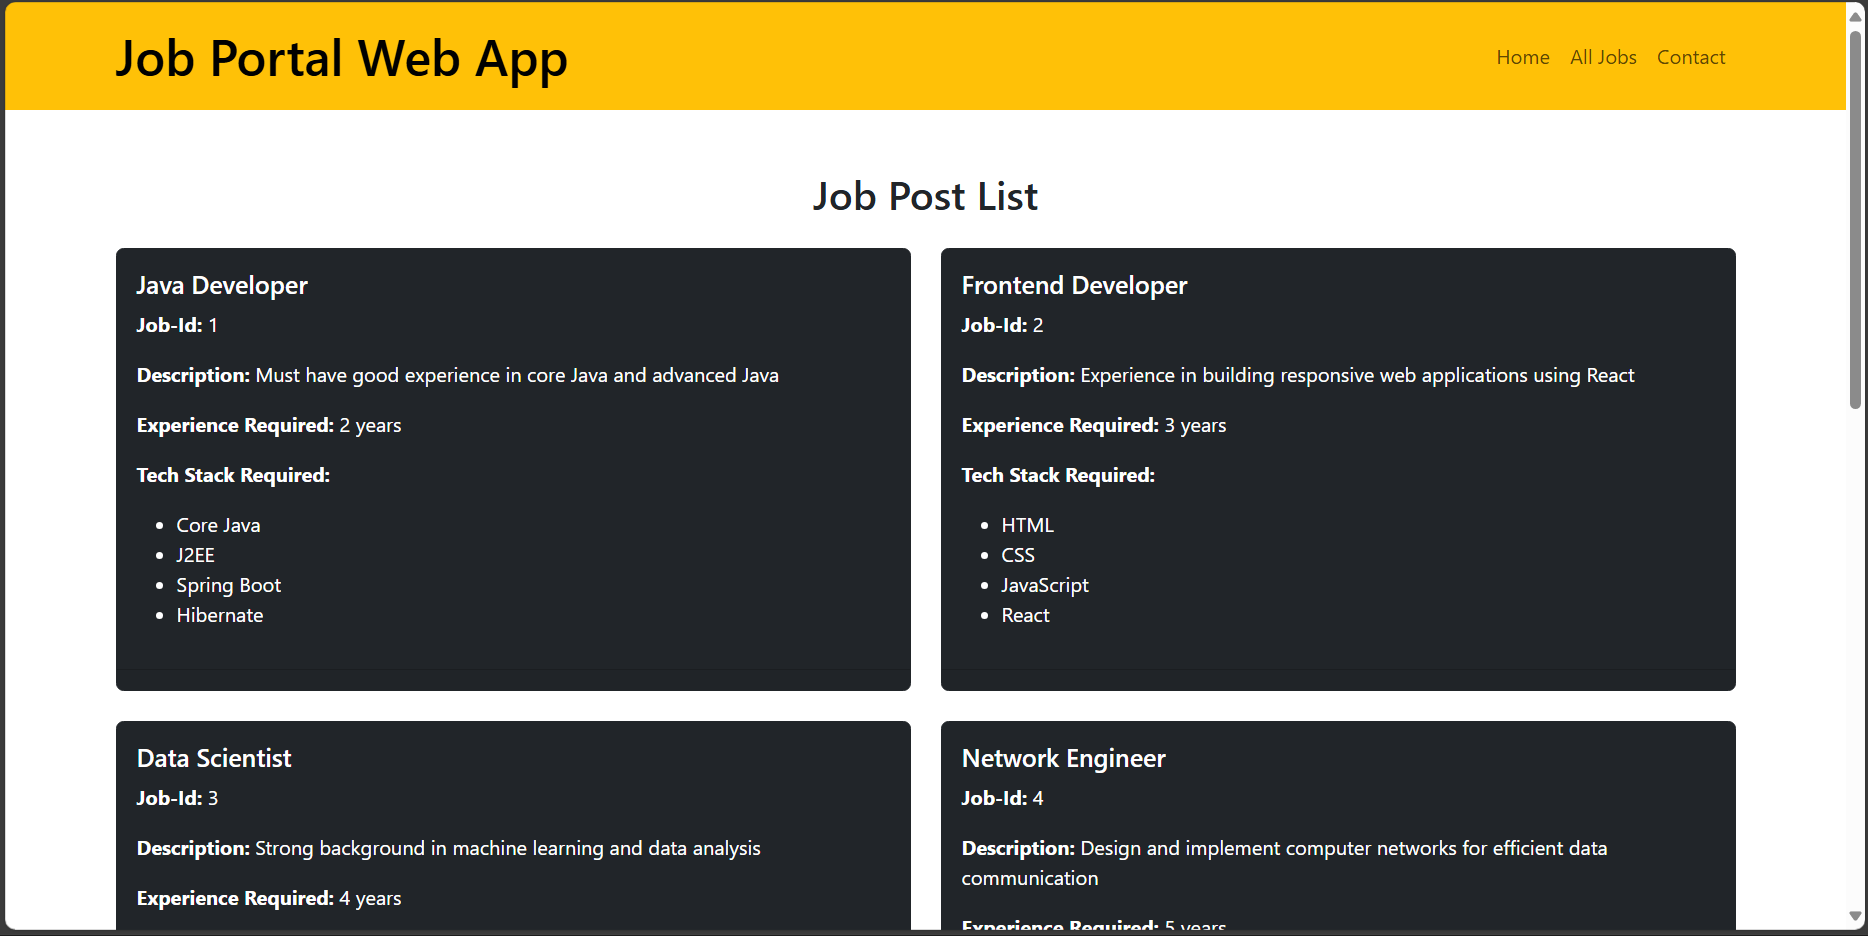 Job Portal Web App
Home All Jobs Contact
Job Post List
Java Developer
Job-Id: 1
Description: Must have good experience in core Java and advanced Java
Experience Required: 2 years
Tech Stack Required:
Core Java
J2EE
Spring Boot
Hibernate
Frontend Developer
Job-Id: 2
Description: Experience in building responsive web applications using React
Experience Required: 3 years
Tech Stack Required:
HTML
CSS
JavaScript
React
Data Scientist
Job-Id: 3
Description: Strong background in machine learning and data analysis
Experience Required: 4 years
Network Engineer
Job-Id: 4
Description: Design and implement computer networks for efficient data
communication
Experience Required: 5 years